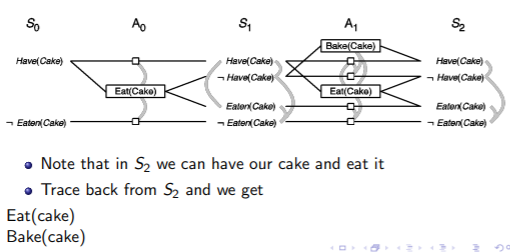 S0 A0 S1 A1 S2
Bake(Cake)
Have(Cake) Have(Cake) Have(Cake)
¬ Have(Cake) ¬ Have(Cake)
Eat(Cake) Eat(Cake)
Eaten(Cake) Eaten(Cake)
¬ Eaten(Cake) ¬ Eaten(Cake) ¬ Eaten(Cake)
Note that in S2 we can have our cake and eat it
Trace back from S2 and we get
Eat(cake)
Bake(cake)